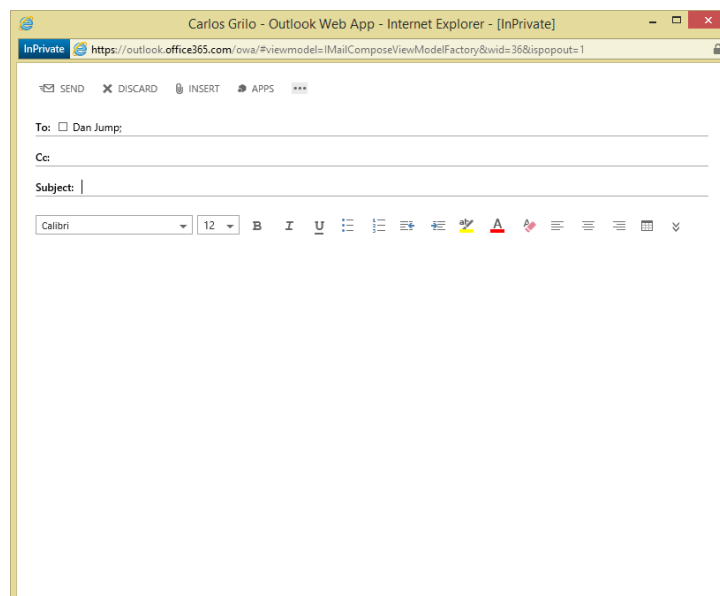 Carlos Grilo - Outlook Web App - Internet Explorer - [InPrivate]
InPrivate https://outlook.office365.com/owa/#viewmodel=IMailComposeViewModelFactory&wid=36&ispopout=1
SEND DISCARD INSERT APPS •••
To: Dan Jump;
Cc:
Subject:
Calibri 12 B I U A